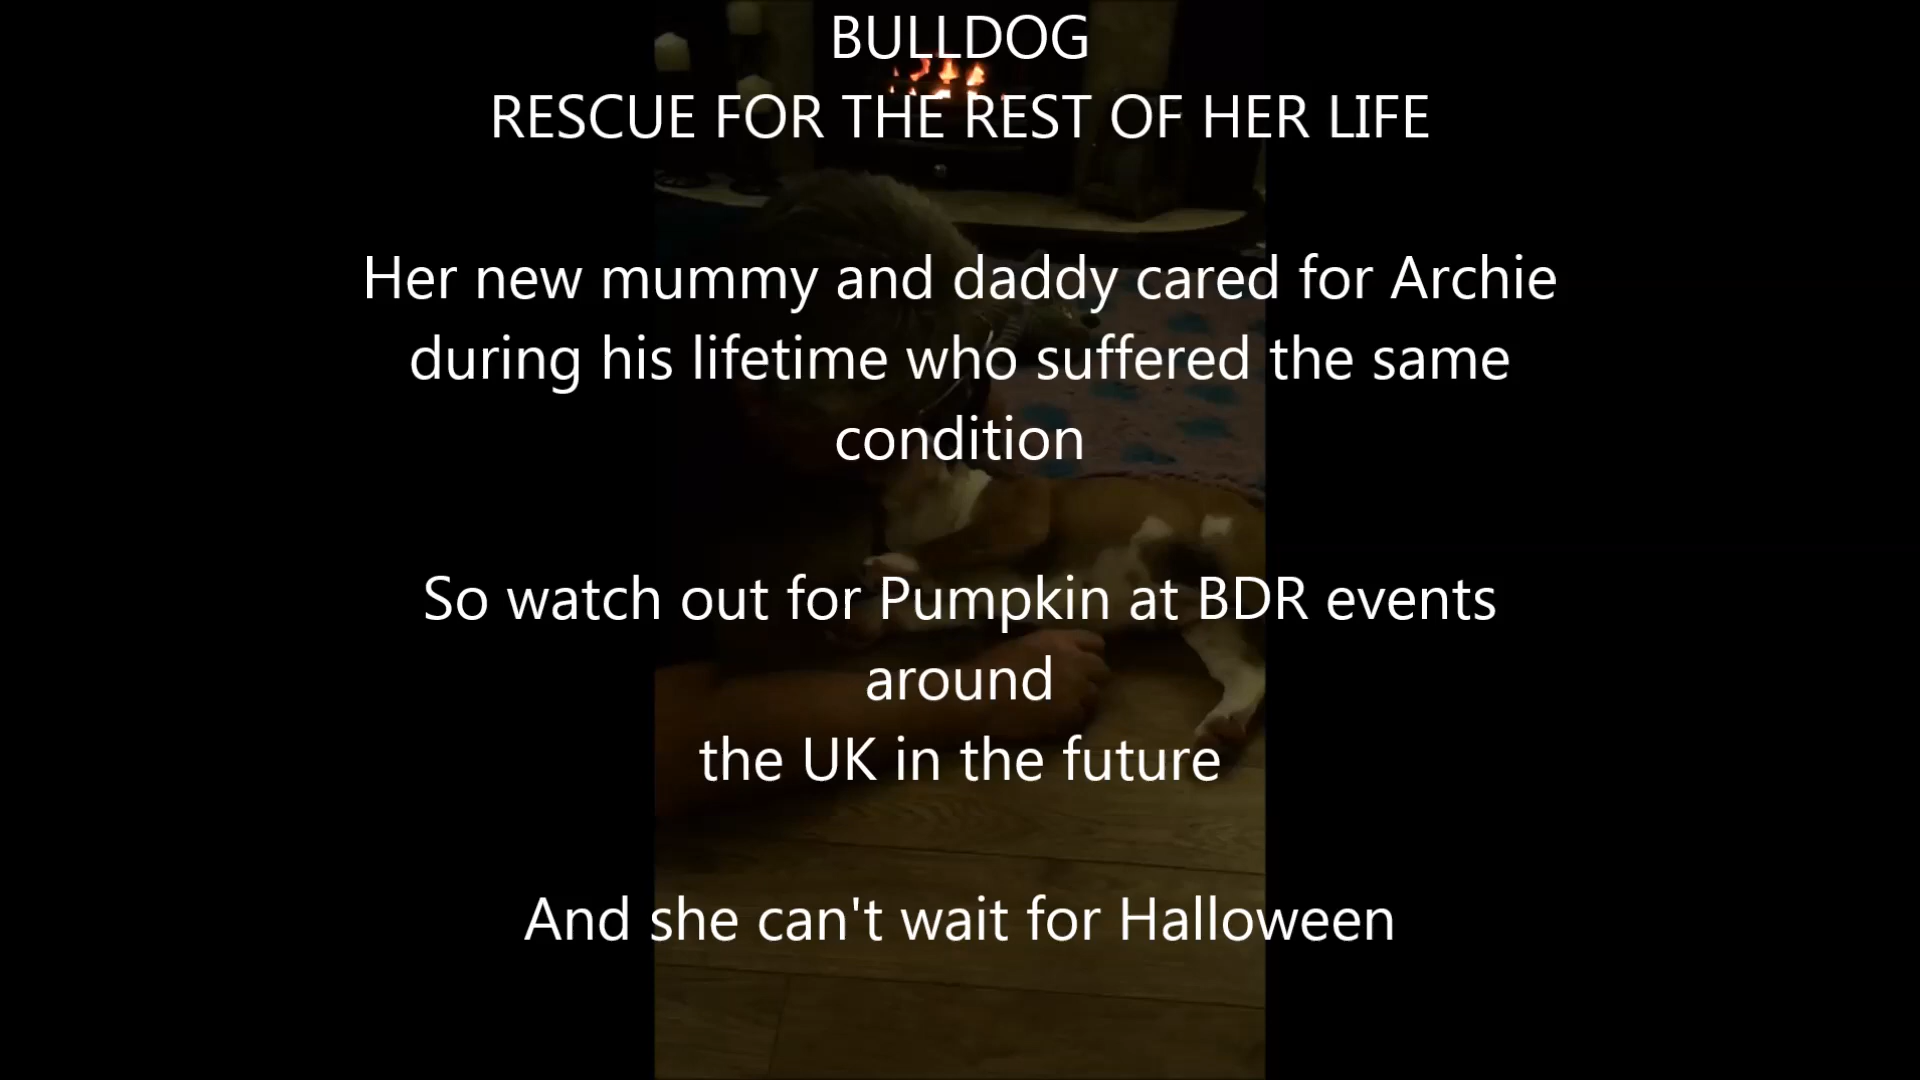 BULLDOG
RESCUE FOR THE REST OF HER LIFE
Her new mummy and daddy cared for Archie
during his lifetime who suffered the same
condition
So watch out for Pumpkin at BDR events
around
the UK in the future
And she can't wait for Halloween